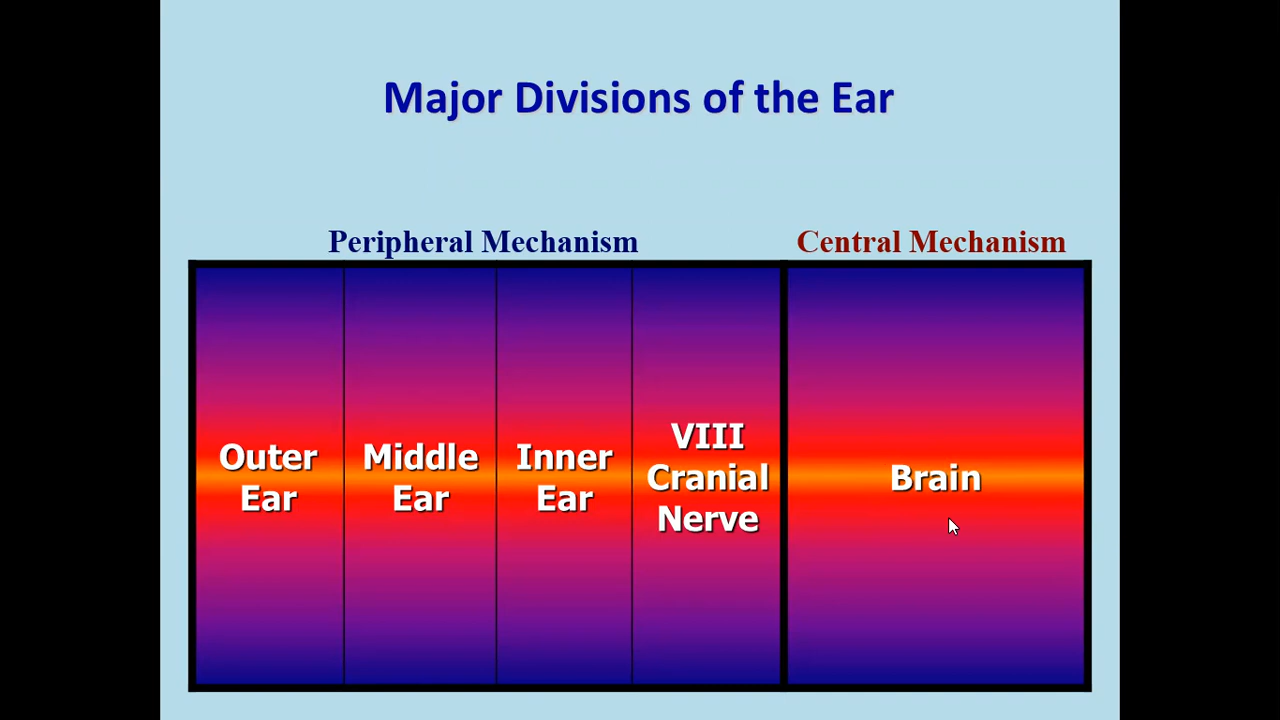 Major Divisions of the Ear
Peripheral Mechanism
Central Mechanism
Outer
Ear
Middle
Ear
Inner
Ear
VIII
Cranial
Nerve
Brain